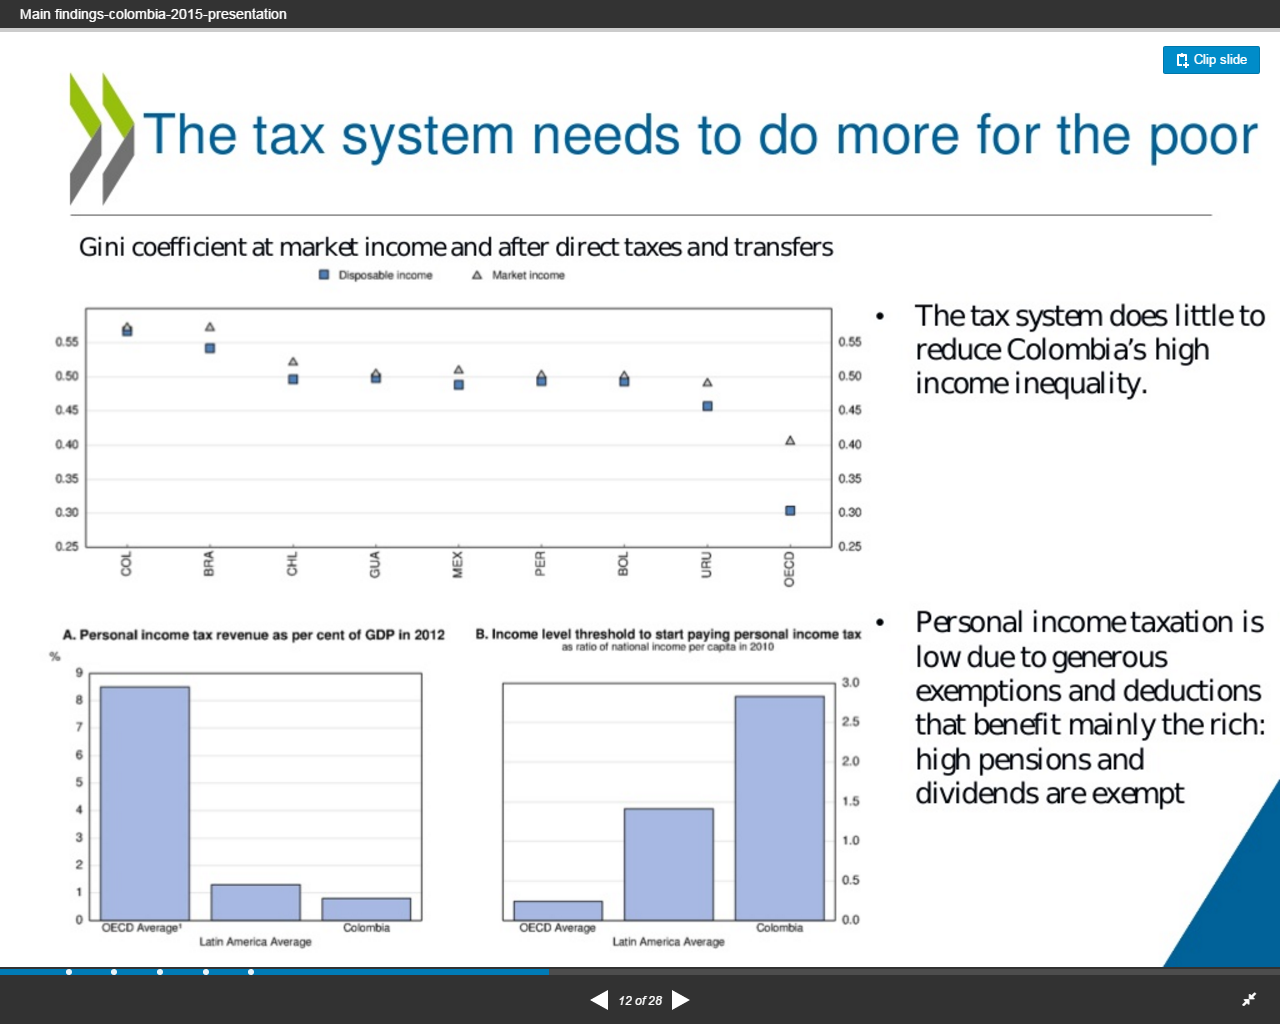 Main findings-colombia-2015-presentation
Clip slide
The tax system needs to do more for the poor
Gini coefficient at market income and after direct taxes and transfers
Disposable income
Market income
0.55
0.50
0.45
0.40
0.35
0.30
0.25
0.55
0.50
0.45
0.40
0.35
0.30
0.25
COL
BRA
CHL
GUA
MEX
PER
BOL
URU
OECD
• The tax system does little to
reduce Colombia's high
income inequality.
A. Personal income tax revenue as per cent of GDP in 2012
%
9
8
7
6
5
4
3
2
1
0
OECD Average¹
Latin America Average
Colombia
B. Income level threshold to start paying personal income tax
as ratio of national income per capita in 2010
3.0
2.5
2.0
1.5
1.0
0.5
0.0
OECD Average
Latin America Average
Colombia
• Personal income taxation is
low due to generous
exemptions and deductions
that benefit mainly the rich:
high pensions and
dividends are exempt
12 of 28